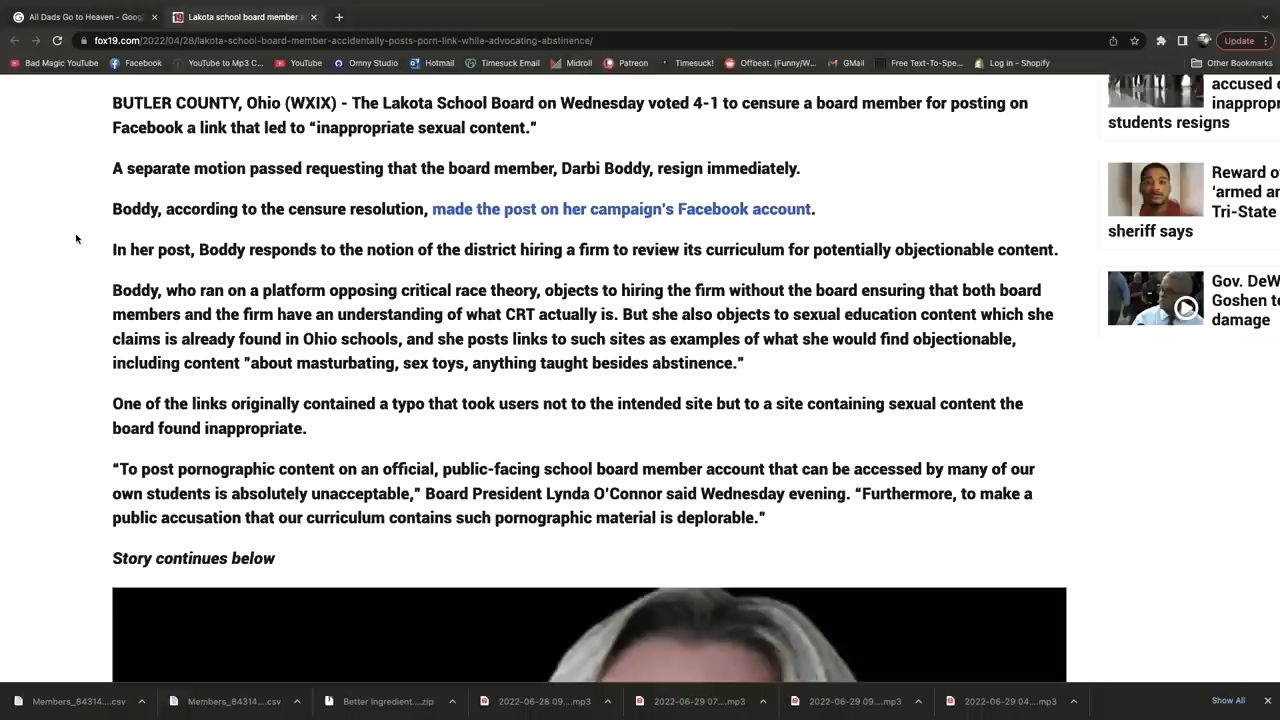 All Dads Go to Heaven - Goog
Lakota school board member
fox19.com/2022/04/28/lakota-school-board-member-accidentally-posts-porn-link-while-advocating-abstinence/
Update
Bad Magic YouTube
Facebook
YouTube to Mp3 C...
YouTube
Omny Studio
Hotmail
Timesuck Email
Midroll
Patreon
Timesuck!
Offbeat. (Funny/W...
GMail
Free Text-To-Spe...
Log in - Shopify
Other Bookmarks
BUTLER COUNTY, Ohio (WXIX) - The Lakota School Board on Wednesday voted 4-1 to censure a board member for posting on
Facebook a link that led to “inappropriate sexual content.”
A separate motion passed requesting that the board member, Darbi Boddy, resign immediately.
Boddy, according to the censure resolution, made the post on her campaign’s Facebook account.
In her post, Boddy responds to the notion of the district hiring a firm to review its curriculum for potentially objectionable content.
Boddy, who ran on a platform opposing critical race theory, objects to hiring the firm without the board ensuring that both board
members and the firm have an understanding of what CRT actually is. But she also objects to sexual education content which she
claims is already found in Ohio schools, and she posts links to such sites as examples of what she would find objectionable,
including content "about masturbating, sex toys, anything taught besides abstinence.”
One of the links originally contained a typo that took users not to the intended site but to a site containing sexual content the
board found inappropriate.
“To post pornographic content on an official, public-facing school board member account that can be accessed by many of our
own students is absolutely unacceptable,” Board President Lynda O’Connor said Wednesday evening. “Furthermore, to make a
public accusation that our curriculum contains such pornographic material is deplorable.”
Story continues below
accused o
inapprop
students resigns
Reward o
‘armed an
Tri-State
sheriff says
Gov. DeW
Goshen to
damage
Members_84314....csv
Members_84314....csv
Better Ingredient....zip
2022-06-28 09....mp3
2022-06-29 07....mp3
2022-06-29 09....mp3
2022-06-29 04....mp3
Show All